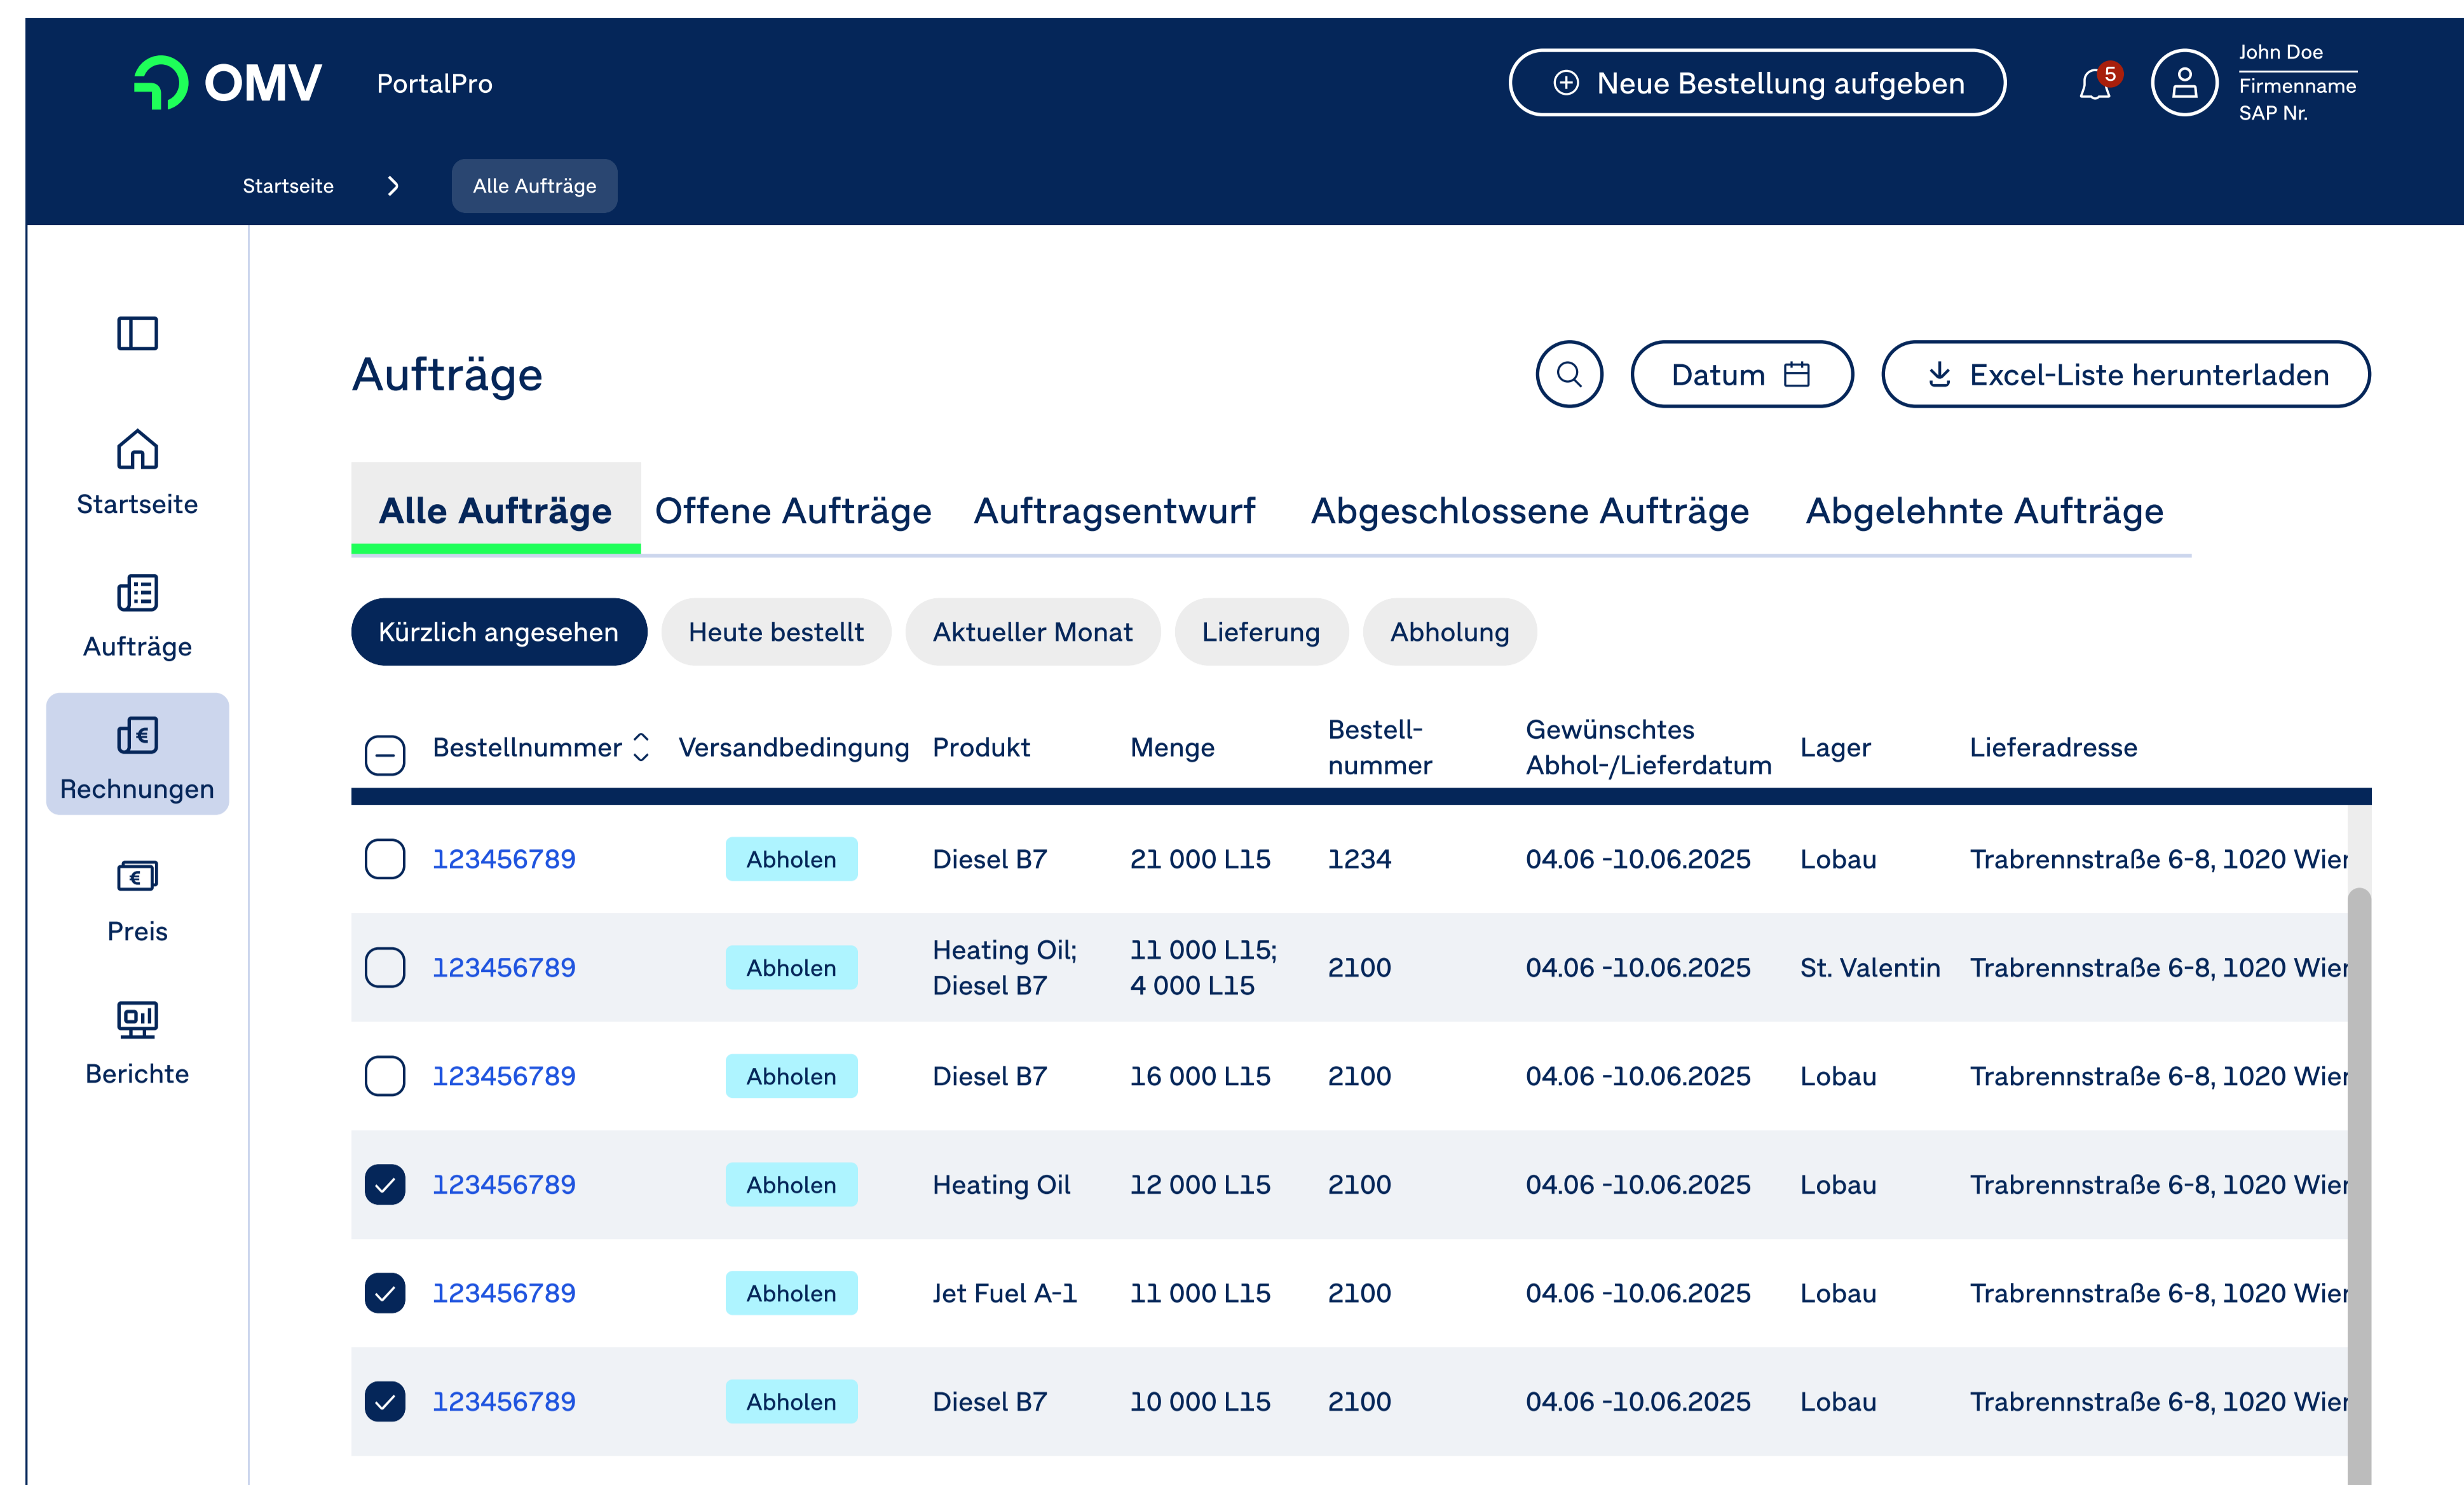 OMV
PortalPro
Neue Bestellung aufgeben
5
John Doe
Firmenname
SAP Nr.
Startseite
Alle Aufträge
Startseite
Aufträge
Rechnungen
Preis
Berichte
Aufträge
Datum
Excel-Liste herunterladen
Alle Aufträge Offene Aufträge Auftragsentwurf Abgeschlossene Aufträge Abgelehnte Aufträge
Kürzlich angesehen Heute bestellt Aktueller Monat Lieferung Abholung
Bestellnummer Versandbedingung Produkt Menge Bestell-nummer Gewünschtes Abhol-/Lieferdatum Lager Lieferadresse
123456789 Abholen Diesel B7 21 000 L15 1234 04.06 -10.06.2025 Lobau Trabrennstraße 6-8, 1020 Wier
123456789 Abholen Heating Oil; Diesel B7 11 000 L15; 4 000 L15 2100 04.06 -10.06.2025 St. Valentin Trabrennstraße 6-8, 1020 Wier
123456789 Abholen Diesel B7 16 000 L15 2100 04.06 -10.06.2025 Lobau Trabrennstraße 6-8, 1020 Wier
123456789 Abholen Heating Oil 12 000 L15 2100 04.06 -10.06.2025 Lobau Trabrennstraße 6-8, 1020 Wier
123456789 Abholen Jet Fuel A-1 11 000 L15 2100 04.06 -10.06.2025 Lobau Trabrennstraße 6-8, 1020 Wier
123456789 Abholen Diesel B7 10 000 L15 2100 04.06 -10.06.2025 Lobau Trabrennstraße 6-8, 1020 Wier